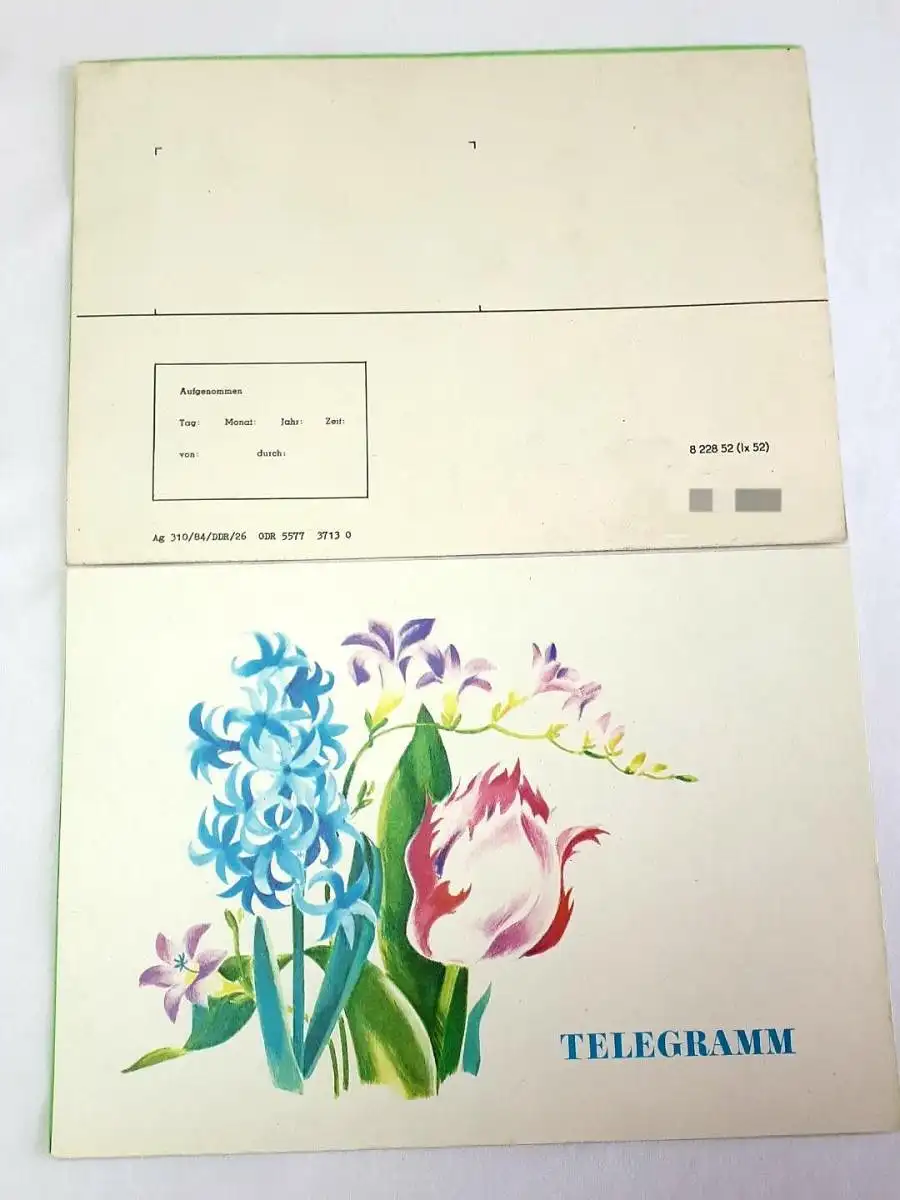 Aufgenommen
Tag: Monat: Jahr: Zeit:
von: durch:
8 228 52 (lx 52)
Ag 310/84/DDR/26 ODR 5577 3713 0
TELEGRAMM